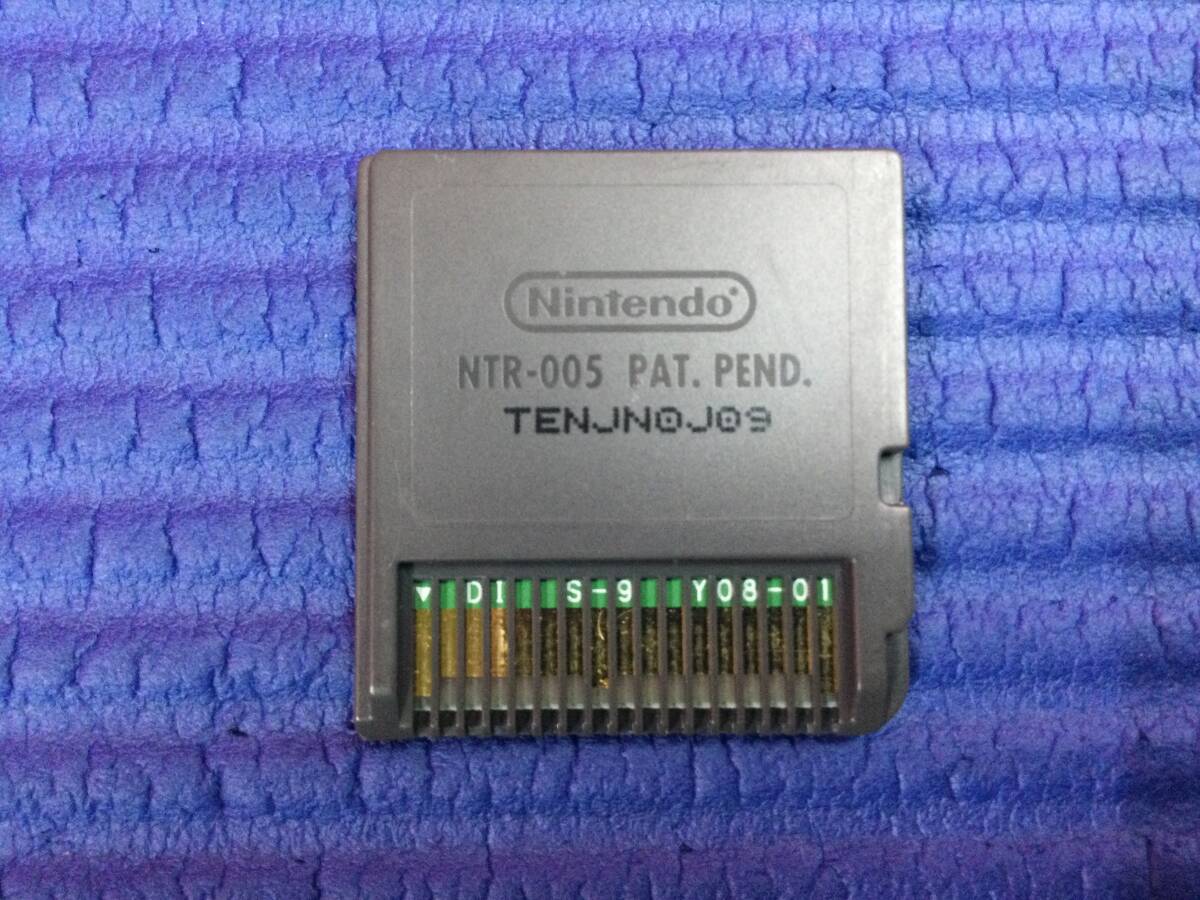 Nintendo®
NTR-005 PAT. PEND.
TENJN0J09
▼ DI S-9 Y08-01